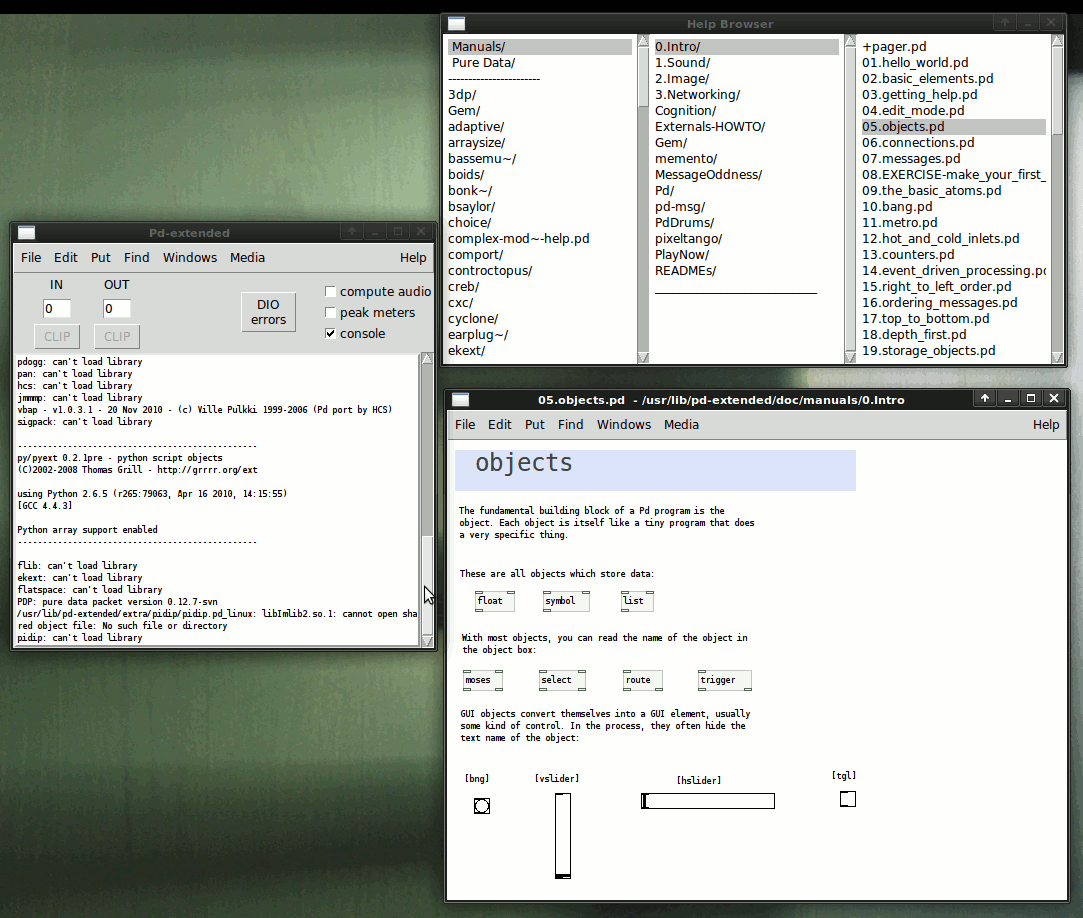 Help Browser
Manuals/
Pure Data/
-----------------------
3dp/
Gem/
adaptive/
arraysize/
bassemu~/
boids/
bonk~/
bsaylor/
choice/
complex-mod~-help.pd
comport/
controctopus/
creb/
cxc/
cyclone/
earplug~/
ekext/
0.Intro/
1.Sound/
2.Image/
3.Networking/
Cognition/
Externals-HOWTO/
Gem/
memento/
MessageOddness/
Pd/
pd-msg/
PdDrums/
pixeltango/
PlayNow/
READMEs/
_______________________
+pager.pd
01.hello_world.pd
02.basic_elements.pd
03.getting_help.pd
04.edit_mode.pd
05.objects.pd
06.connections.pd
07.messages.pd
08.EXERCISE-make_your_first_
09.the_basic_atoms.pd
10.bang.pd
11.metro.pd
12.hot_and_cold_inlets.pd
13.counters.pd
14.event_driven_processing.pd
15.right_to_left_order.pd
16.ordering_messages.pd
17.top_to_bottom.pd
18.depth_first.pd
19.storage_objects.pd
Pd-extended
File Edit Put Find Windows Media Help
IN OUT
0 0
CLIP CLIP
DIO
errors
compute audio
peak meters
console
pdogg: can't load library
pan: can't load library
hcs: can't load library
jmmmp: can't load library
vbap - v1.0.3.1 - 20 Nov 2010 - (c) Ville Pulkki 1999-2006 (Pd port by HCS)
sigpack: can't load library
------------------------------------------------
py/pyext 0.2.1pre - python script objects
(C)2002-2008 Thomas Grill - http://grrrr.org/ext
using Python 2.6.5 (r265:79063, Apr 16 2010, 14:15:55)
[GCC 4.4.3]
Python array support enabled
------------------------------------------------
flib: can't load library
ekext: can't load library
flatspace: can't load library
PDP: pure data packet version 0.12.7-svn
/usr/lib/pd-extended/extra/pidip/pidip.pd_linux: libImlib2.so.1: cannot open sha
red object file: No such file or directory
pidip: can't load library
05.objects.pd - /usr/lib/pd-extended/doc/manuals/0.Intro
File Edit Put Find Windows Media Help
objects
The fundamental building block of a Pd program is the
object. Each object is itself like a tiny program that does
a very specific thing.
These are all objects which store data:
float symbol list
With most objects, you can read the name of the object in
the object box:
moses select route trigger
GUI objects convert themselves into a GUI element, usually
some kind of control. In the process, they often hide the
text name of the object:
[bng] [vslider] [hslider] [tgl]